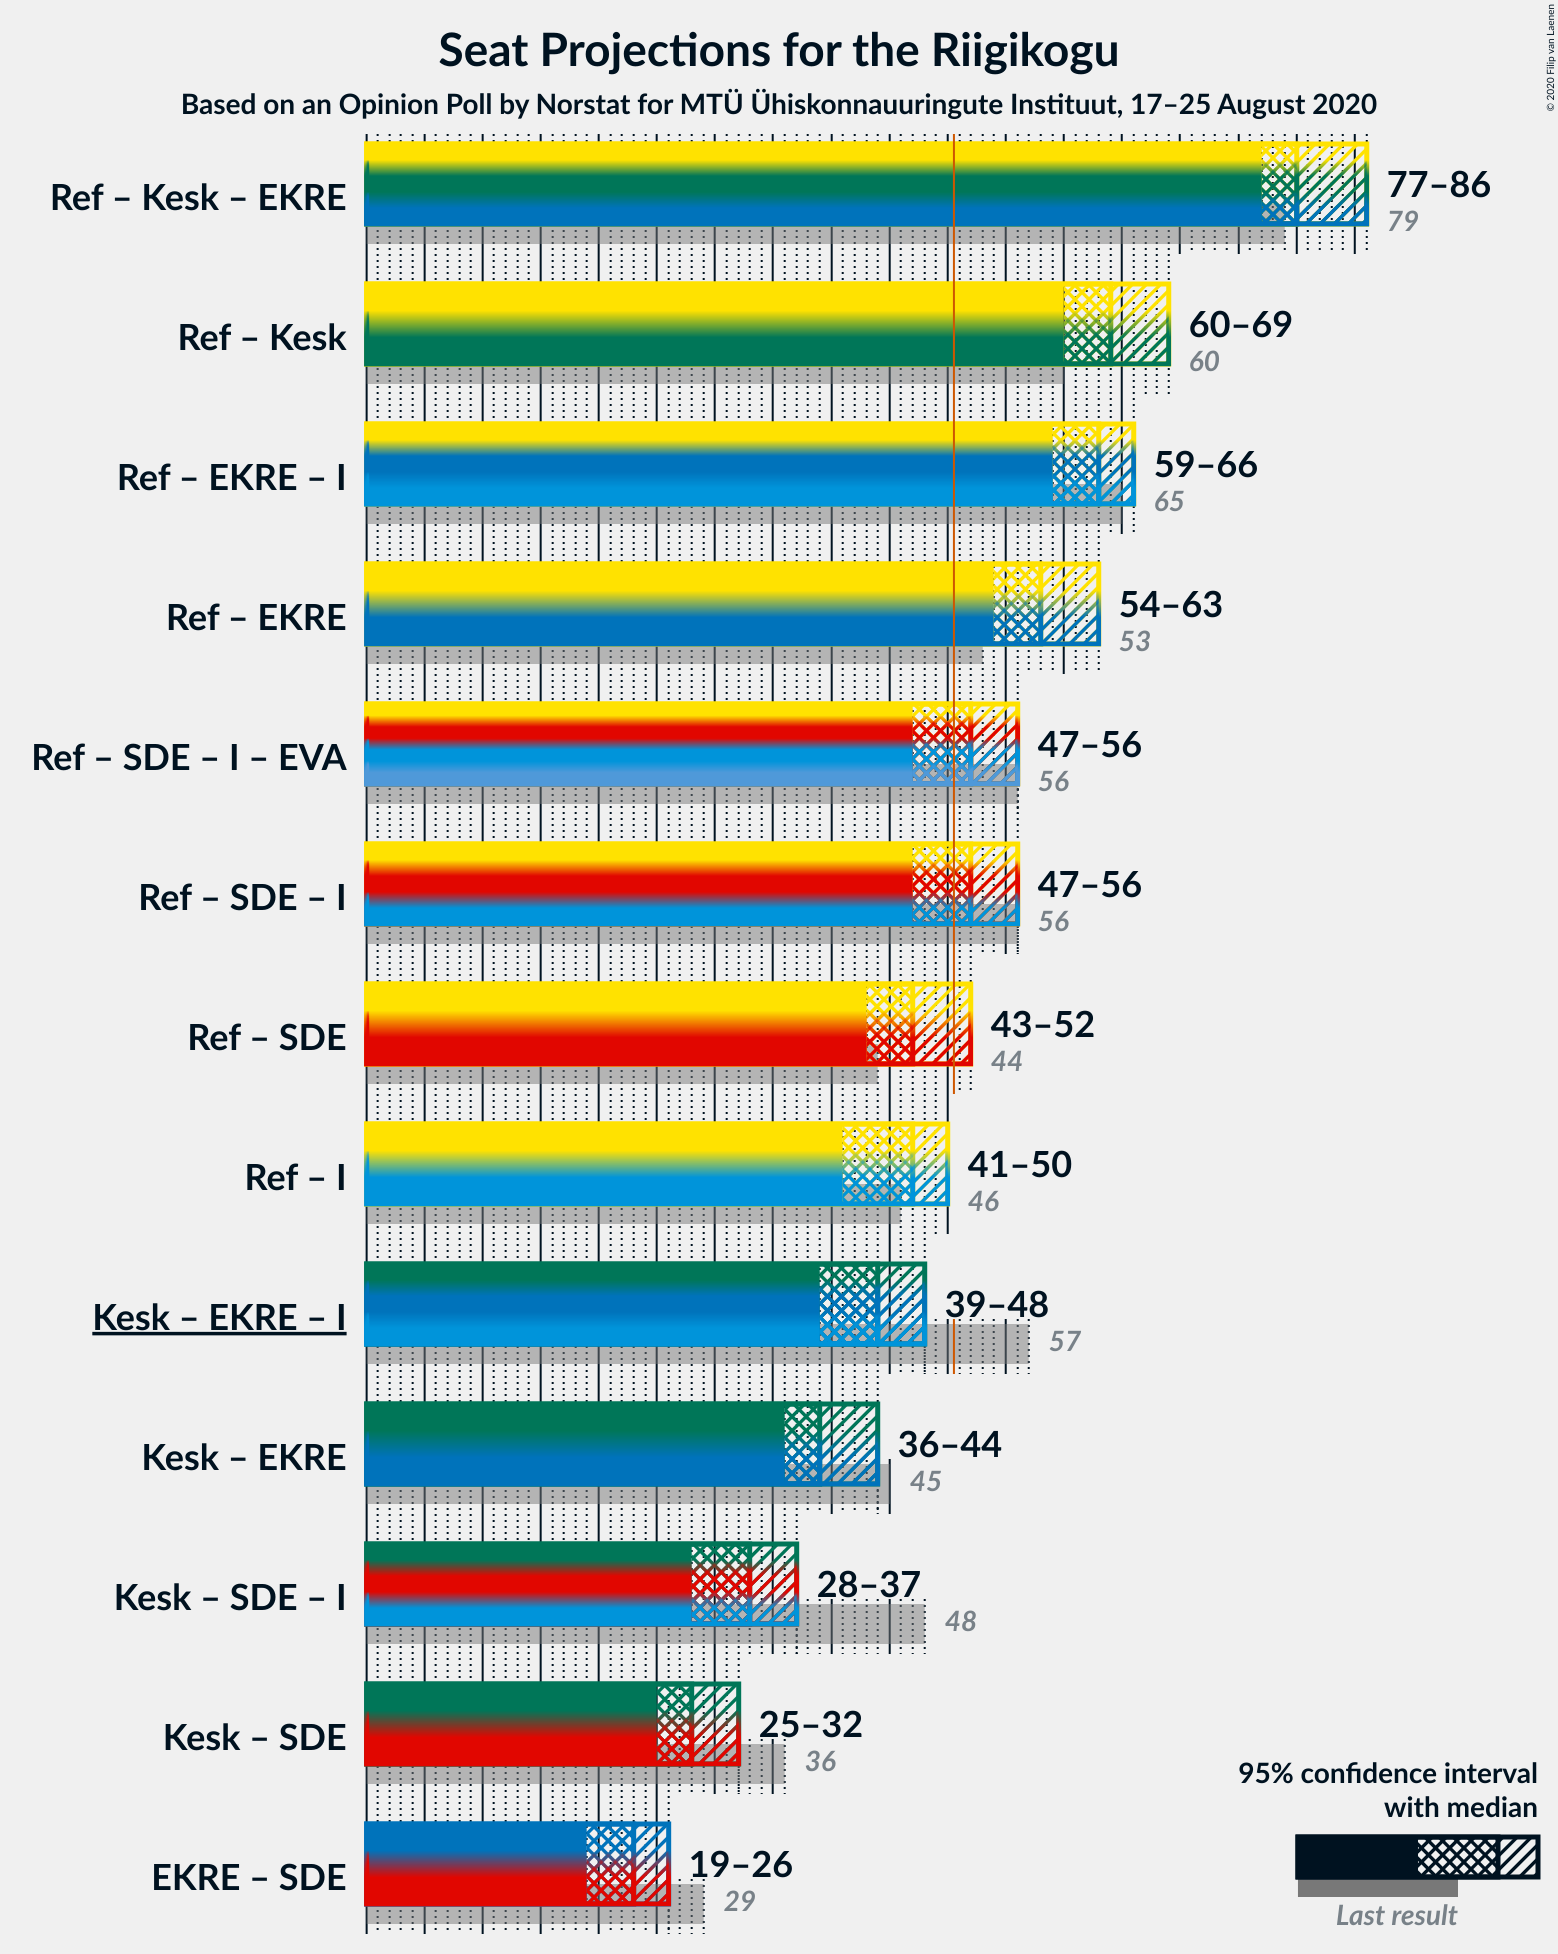 Seat Projections for the Riigikogu
Based on an Opinion Poll by Norstat for MTÜ Ühiskonnauuringute Instituut, 17–25 August 2020
© 2020 Filip van Laenen
Ref – Kesk – EKRE
77–86
79
Ref – Kesk
60–69
60
Ref – EKRE – I
59–66
65
Ref – EKRE
54–63
53
Ref – SDE – I – EVA
47–56
56
Ref – SDE – I
47–56
56
Ref – SDE
43–52
44
Ref – I
41–50
46
Kesk – EKRE – I
39–48
57
Kesk – EKRE
36–44
45
Kesk – SDE – I
28–37
48
Kesk – SDE
25–32
36
EKRE – SDE
19–26
29
95% confidence interval
with median
Last result